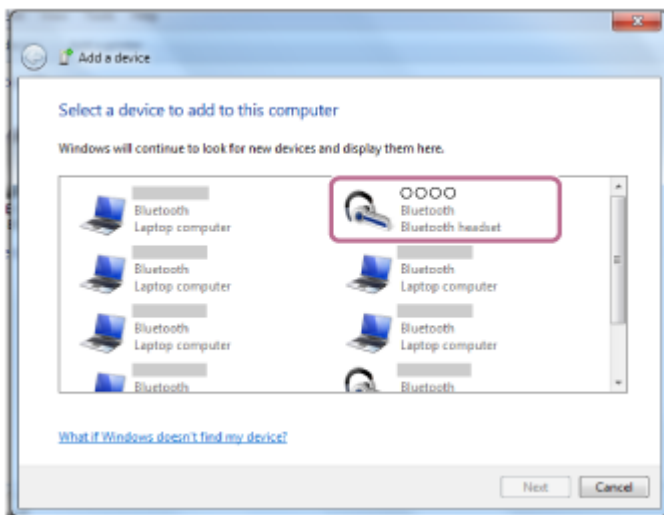 Add a device
Select a device to add to this computer
Windows will continue to look for new devices and display them here.
Bluetooth
Laptop computer
○○○○
Bluetooth
Bluetooth headset
Bluetooth
Laptop computer
Bluetooth
Laptop computer
Bluetooth
Laptop computer
Bluetooth
Laptop computer
Bluetooth
Bluetooth
What if Windows doesn't find my device?
Next
Cancel